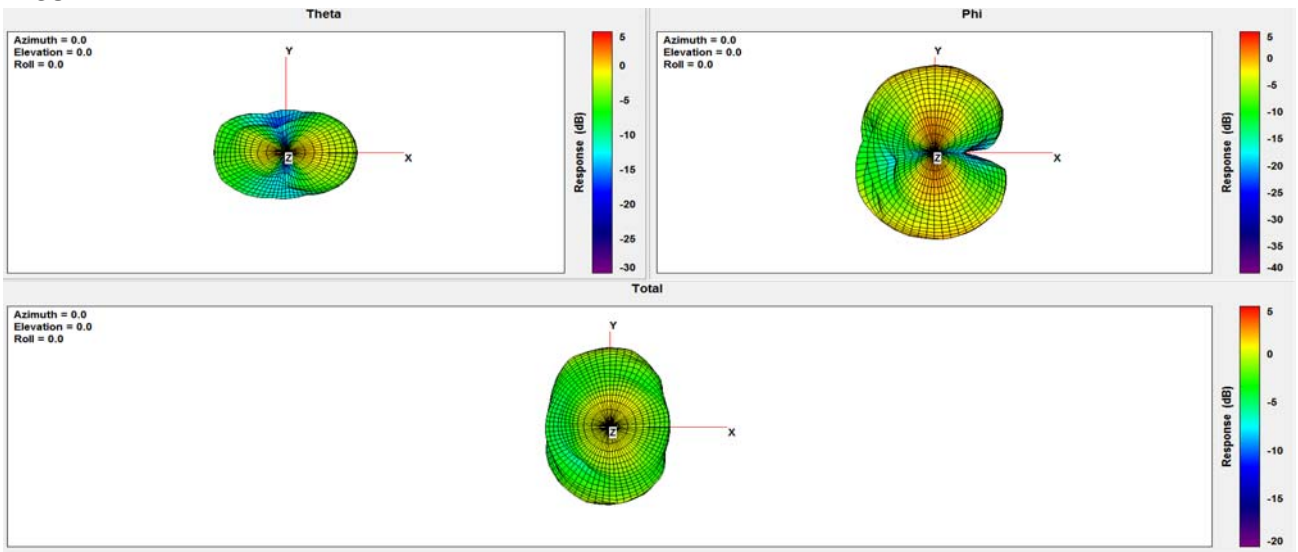 Theta
Azimuth = 0.0
Elevation = 0.0
Roll = 0.0
Y
X
Z
5
0
-5
-10
-15
-20
-25
-30
Response (dB)
Phi
Azimuth = 0.0
Elevation = 0.0
Roll = 0.0
Y
X
Z
5
0
-5
-10
-15
-20
-25
-30
-35
-40
Response (dB)
Total
Azimuth = 0.0
Elevation = 0.0
Roll = 0.0
Y
X
Z
5
0
-5
-10
-15
-20
Response (dB)